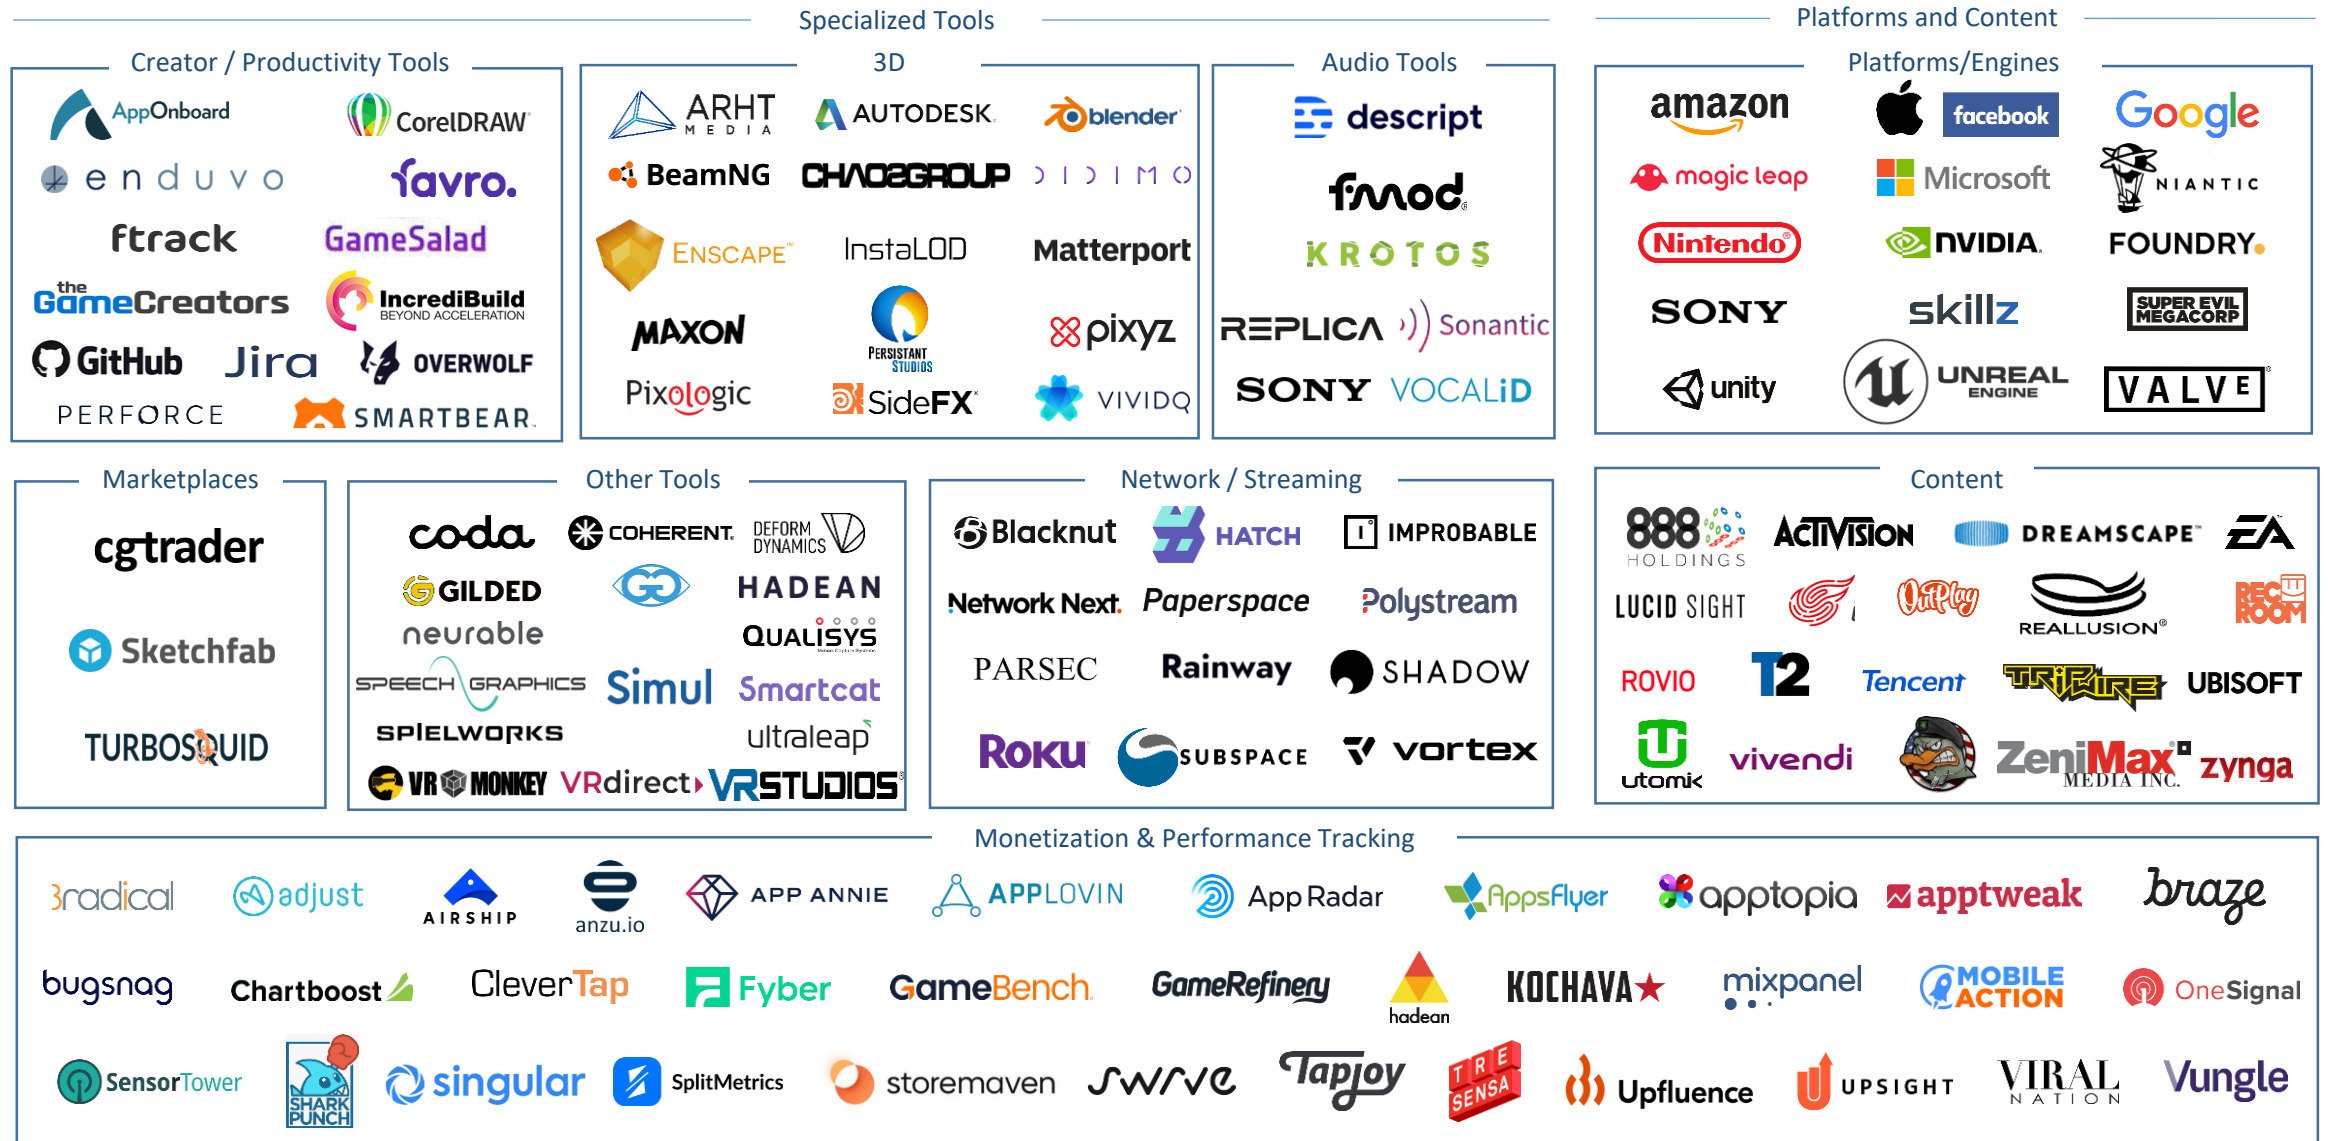 Specialized Tools
Platforms and Content
Creator / Productivity Tools
AppOnboard
CorelDRAW
enduvo
favro.
ftrack
GameSalad
the
GameCreators
IncrediBuild
BEYOND ACCELERATION
GitHub
Jira
OVERWOLF
PERFORCE
SMARTBEAR
3D
ARHT
MEDIA
AUTODESK
blender
BeamNG
CHAOSGROUP
DIDIMO
ENSCAPE
InstaLOD
Matterport
MAXON
PERSISTANT
STUDIOS
pixyz
Pixologic
SideFX
VIVIDQ
Audio Tools
descript
fmod
KROTOS
REPLICA
Sonantic
SONY
VOCALiD
Platforms/Engines
amazon
facebook
Google
magic leap
Microsoft
NIANTIC
Nintendo
NVIDIA
FOUNDRY.
SONY
skillz
SUPER EVIL
MEGACORP
unity
UNREAL
ENGINE
VALVE
Marketplaces
cgtrader
Sketchfab
TURBOSQUID
Other Tools
coda
COHERENT
DEFORM
DYNAMICS
GILDED
HADEAN
neurable
QUALISYS
Motion Capture Systems
SPEECH GRAPHICS
Simul
Smartcat
SPIELWORKS
ultraleap
VR MONKEY
VRdirect
VRSTUDIOS
Network / Streaming
Blacknut
HATCH
IMPROBABLE
Network Next.
Paperspace
Polystream
PARSEC
Rainway
SHADOW
ROKU
SUBSPACE
vortex
Content
888
HOLDINGS
ACTIVISION
DREAMSCAPE
EA
LUCID SIGHT
OutPlay
REALLUSION
REC
ROOM
ROVIO
T2
Tencent
TRIPWIRE
UBISOFT
utomik
vivendi
ZeniMax
MEDIA INC.
zynga
Monetization & Performance Tracking
3radical
adjust
AIRSHIP
anzu.io
APP ANNIE
APPLOVIN
App Radar
AppsFlyer
apptopia
apptweak
braze
bugsnag
Chartboost
CleverTap
Fyber
GameBench
GameRefinery
hadean
KOCHAVA
mixpanel
MOBILE
ACTION
OneSignal
SensorTower
SHARK
PUNCH
singular
SplitMetrics
storemaven
swrve
Tapjoy
TRE
SENSA
Upfluence
UPSIGHT
VIRAL
NATION
Vungle